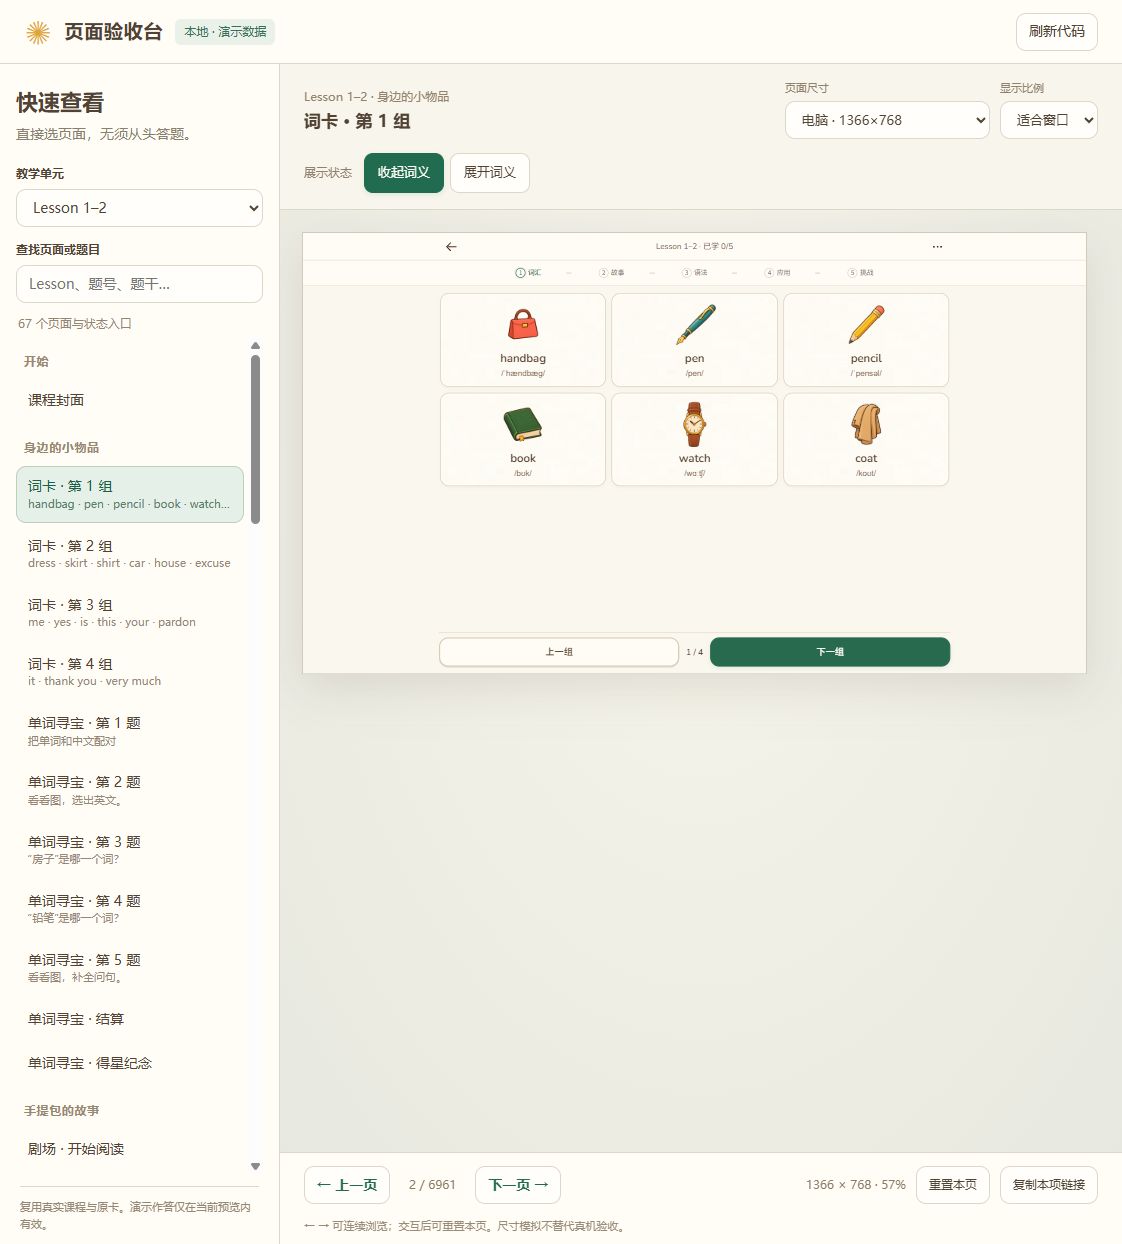 页面验收台
本地 · 演示数据
刷新代码
快速查看
直接选页面，无须从头答题。
教学单元
Lesson 1–2
查找页面或题目
Lesson、题号、题干...
67 个页面与状态入口
开始
课程封面
身边的小物品
词卡 · 第 1 组
handbag · pen · pencil · book · watch...
词卡 · 第 2 组
dress · skirt · shirt · car · house · excuse
词卡 · 第 3 组
me · yes · is · this · your · pardon
词卡 · 第 4 组
it · thank you · very much
单词寻宝 · 第 1 题
把单词和中文配对
单词寻宝 · 第 2 题
看看图，选出英文。
单词寻宝 · 第 3 题
“房子”是哪一个词？
单词寻宝 · 第 4 题
“铅笔”是哪一个词？
单词寻宝 · 第 5 题
看看图，补全问句。
单词寻宝 · 结算
单词寻宝 · 得星纪念
手提包的故事
剧场 · 开始阅读
复用真实课程与原卡。演示作答仅在当前预览内
有效。
Lesson 1–2 · 身边的小物品
词卡 · 第 1 组
页面尺寸
电脑 · 1366×768
显示比例
适合窗口
展示状态
收起词义
展开词义
← Lesson 1–2 · 已学 0/5 ···
1 词汇 – 2 故事 – 3 语法 – 4 应用 – 5 挑战
handbag
/ˈhændbæɡ/
pen
/pen/
pencil
/ˈpensəl/
book
/bʊk/
watch
/wɑːtʃ/
coat
/koʊt/
上一组
1 / 4
下一组
← 上一页
2 / 6961
下一页 →
1366 × 768 · 57%
重置本页
复制本项链接
← → 可连续浏览；交互后可重置本页。尺寸模拟不替代真机验收。